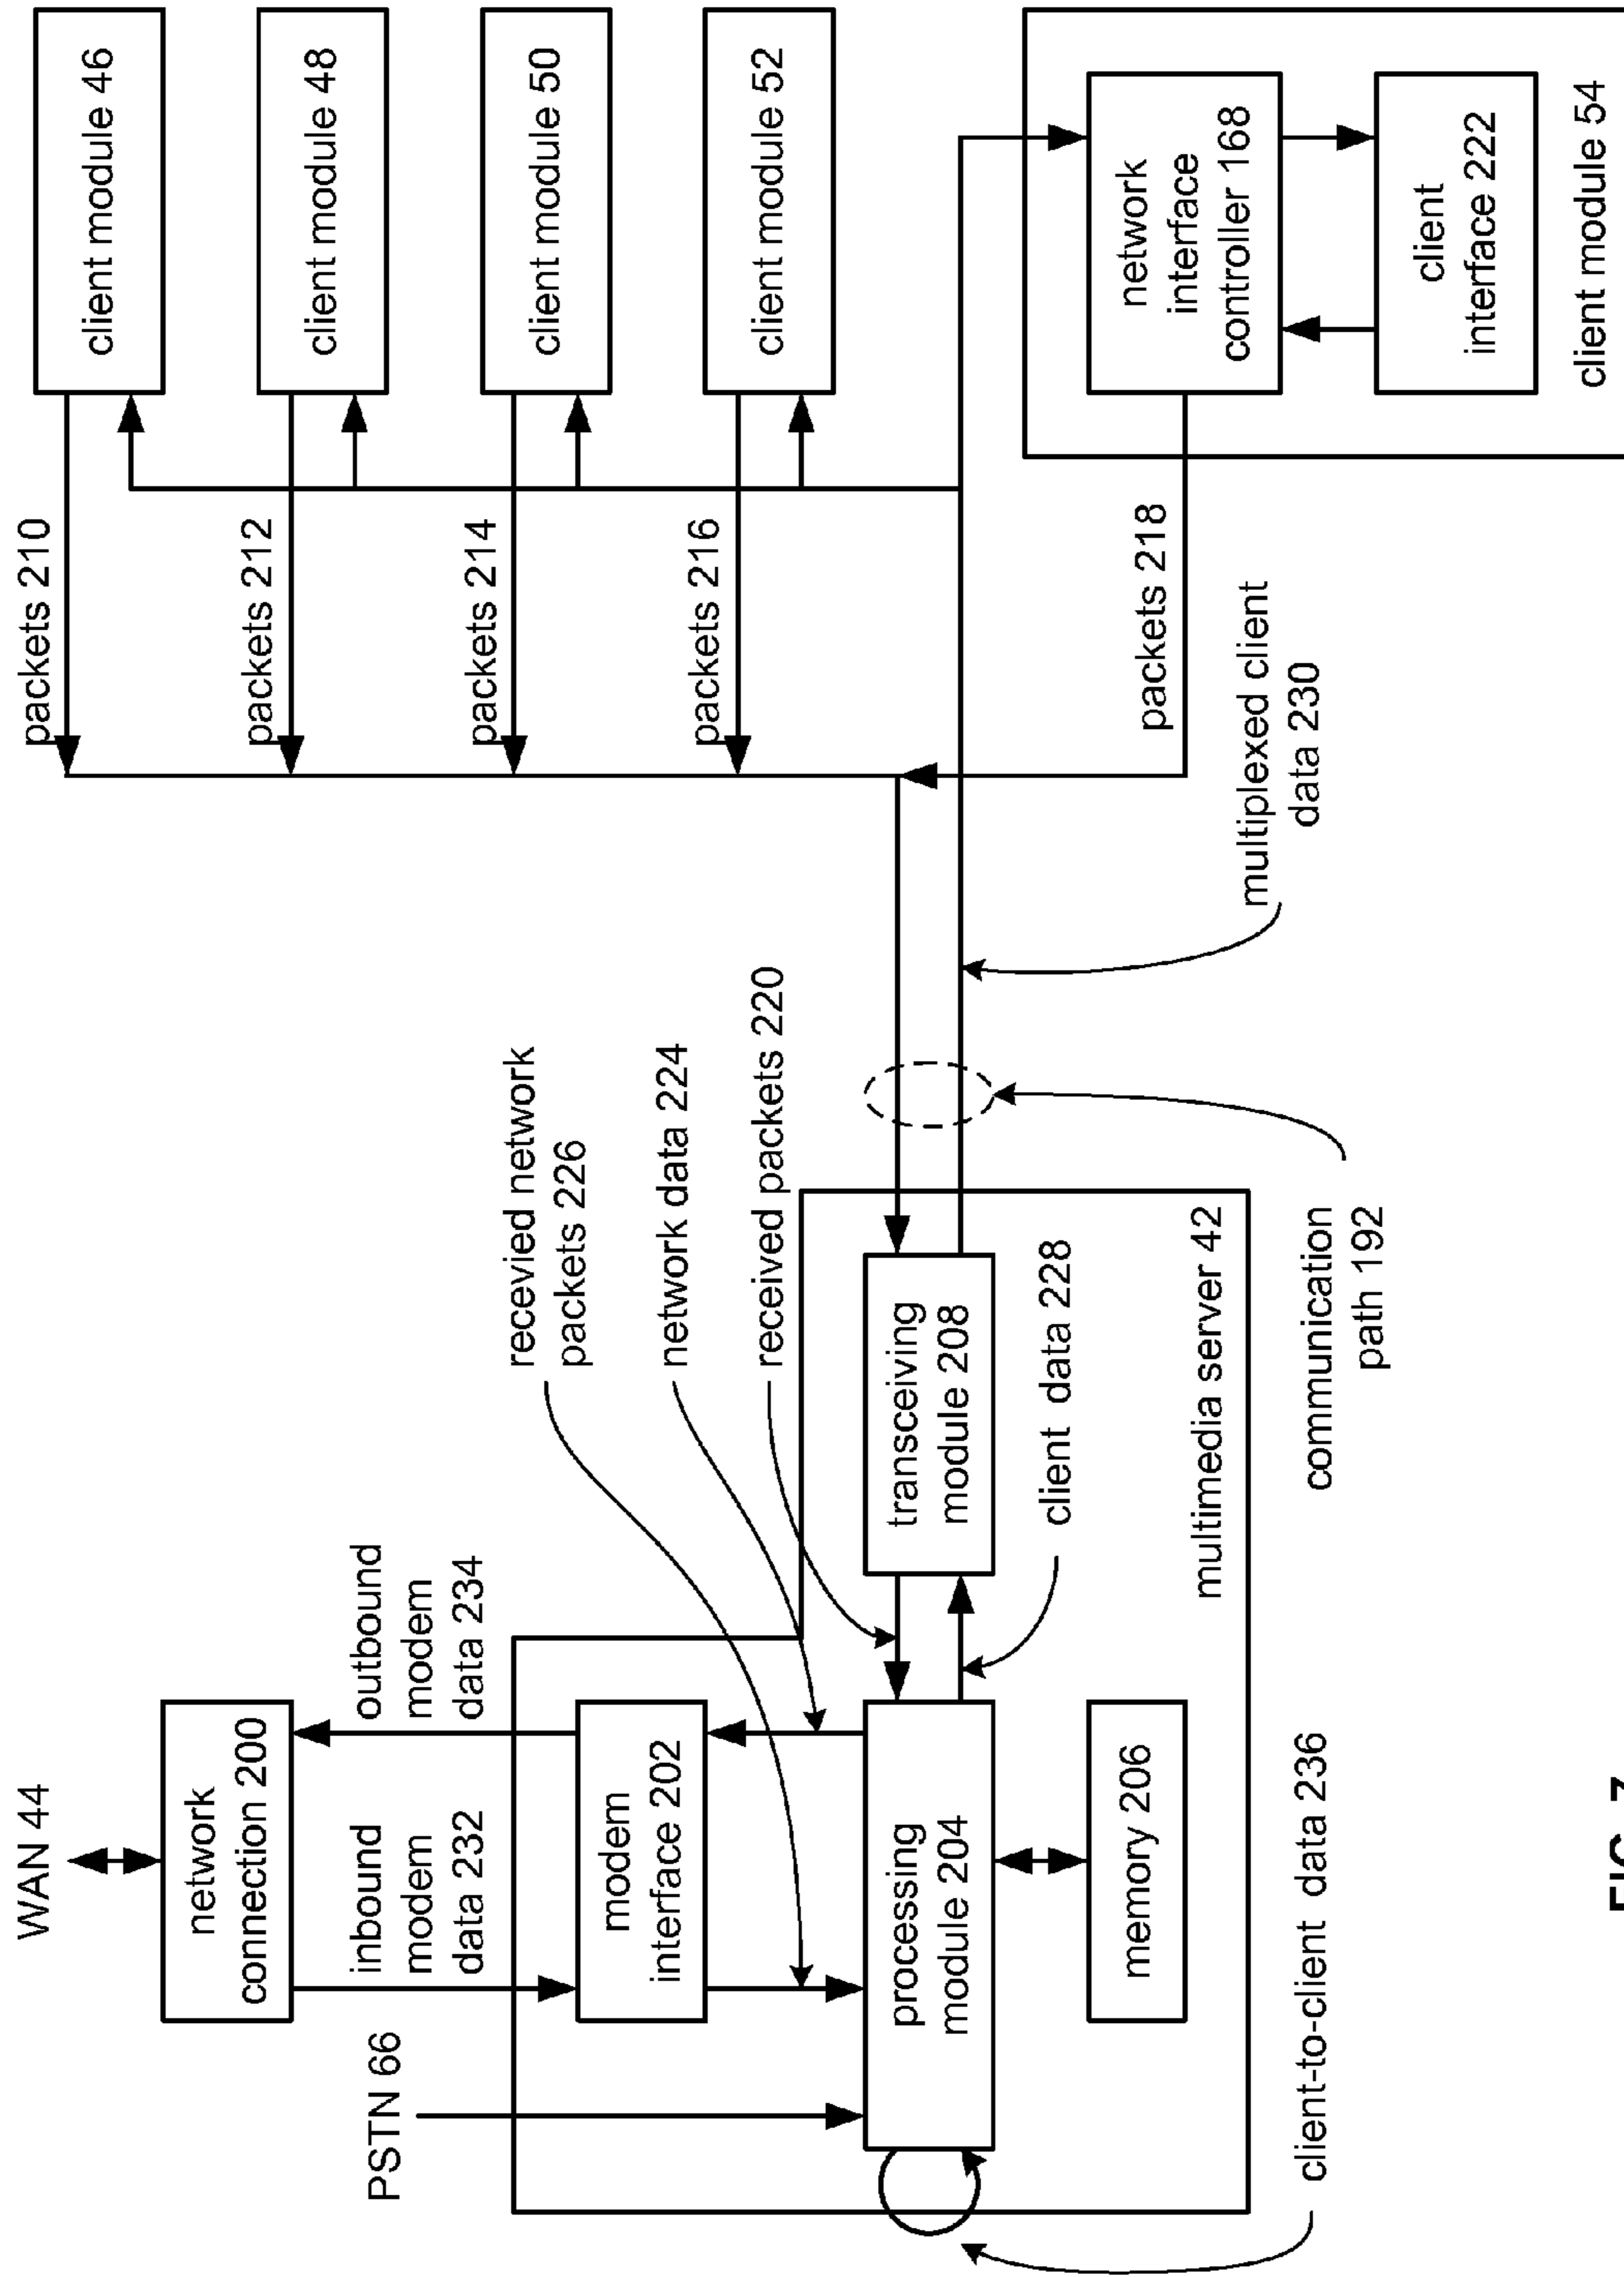 WAN 44
network
connection 200
inbound
modem
data 232
outbound
modem
data 234
PSTN 66
modem
interface 202
processing
module 204
memory 206
client-to-client data 236
recevied network
packets 226
network data 224
received packets 220
transceiving
module 208
client data 228
multimedia server 42
communication
path 192
multiplexed client
data 230
packets 210
packets 212
packets 214
packets 216
packets 218
client module 46
client module 48
client module 50
client module 52
network
interface
controller 168
client
interface 222
client module 54